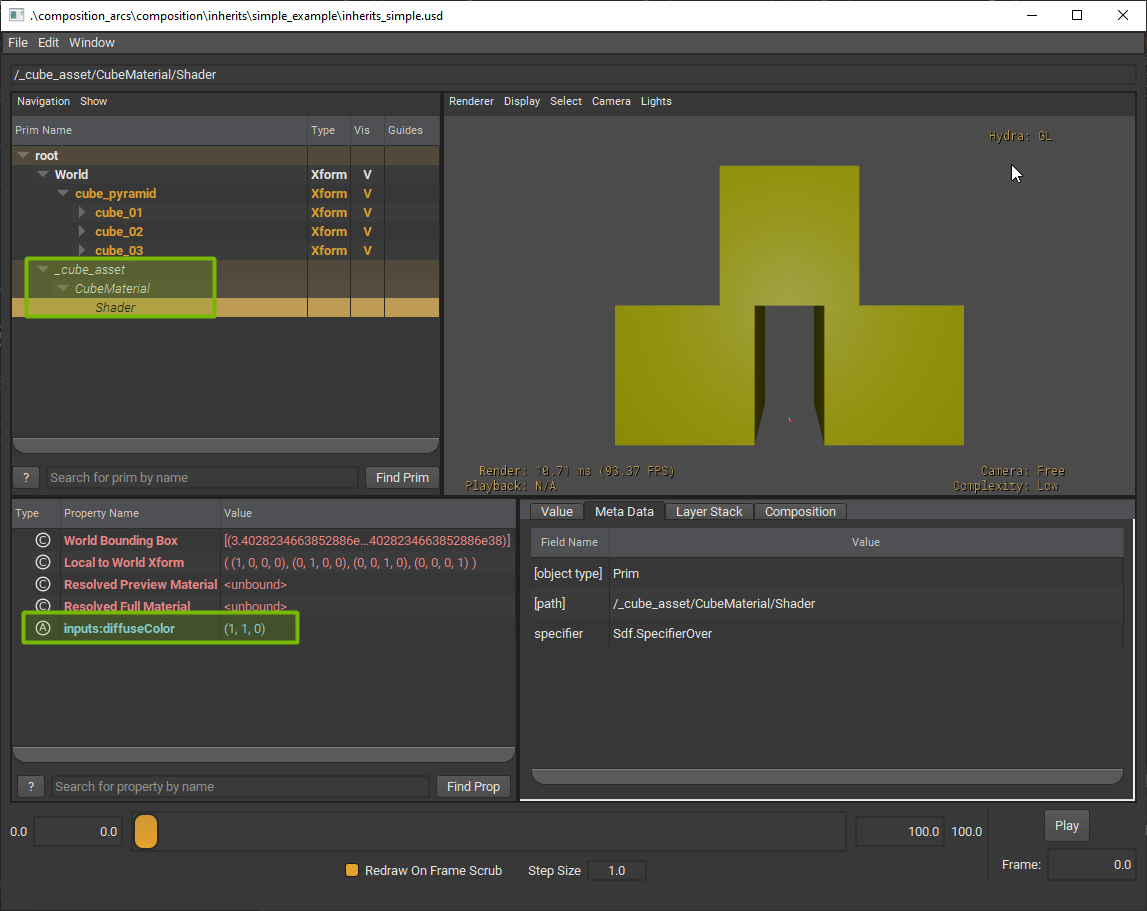 .\composition_arcs\composition\inherits\simple_example\inherits_simple.usd
File Edit Window
/_cube_asset/CubeMaterial/Shader
Navigation Show
Prim Name Type Vis Guides
root
World Xform V
cube_pyramid Xform V
cube_01 Xform V
cube_02 Xform V
cube_03 Xform V
_cube_asset
CubeMaterial
Shader
? Search for prim by name Find Prim
Renderer Display Select Camera Lights
Hydra: GL
Render: 10.71 ms (93.37 FPS)
Playback: N/A
Camera: Free
Complexity: Low
Type Property Name Value
C World Bounding Box [(3.4028234663852886e...4028234663852886e38)]
C Local to World Xform ( (1, 0, 0, 0), (0, 1, 0, 0), (0, 0, 1, 0), (0, 0, 0, 1) )
C Resolved Preview Material <unbound>
C Resolved Full Material <unbound>
A inputs:diffuseColor (1, 1, 0)
? Search for property by name Find Prop
Value Meta Data Layer Stack Composition
Field Name Value
[object type] Prim
[path] /_cube_asset/CubeMaterial/Shader
specifier Sdf.SpecifierOver
0.0 0.0 100.0 100.0 Play
Redraw On Frame Scrub Step Size 1.0 Frame: 0.0